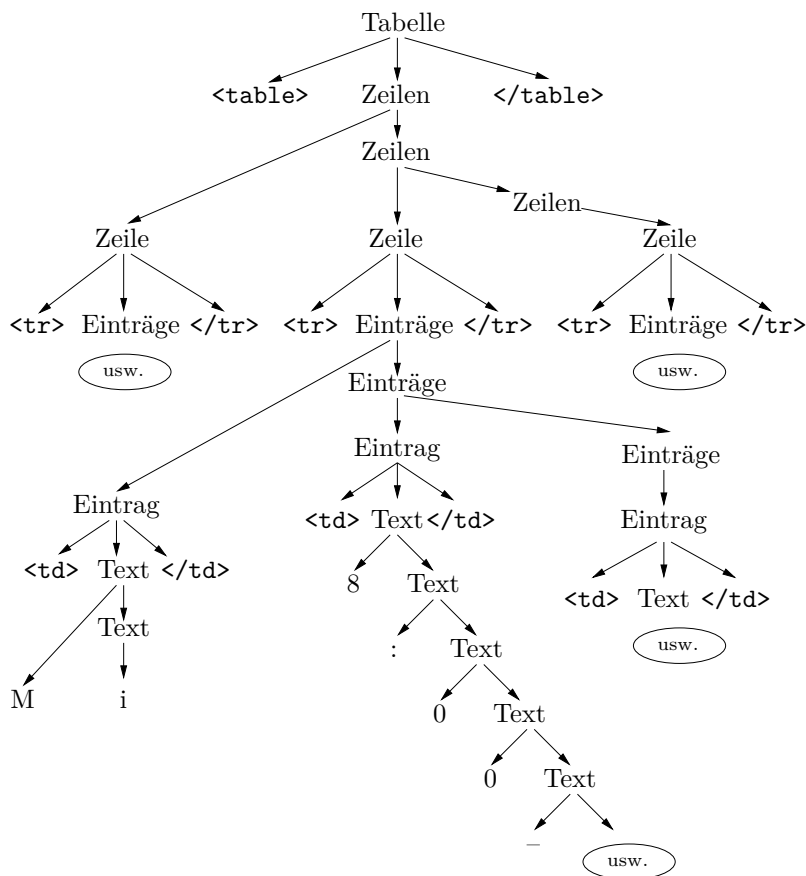 Tabelle
<table> Zeilen </table>
Zeilen
Zeilen
Zeile Zeile Zeile
<tr> Einträge </tr> <tr> Einträge </tr> <tr> Einträge </tr>
usw. usw.
Einträge
Eintrag Einträge
Eintrag
<td> Text </td> Eintrag
<td> Text </td> 8 Text <td> Text </td>
Text : Text usw.
M i 0 Text
0 Text
– usw.